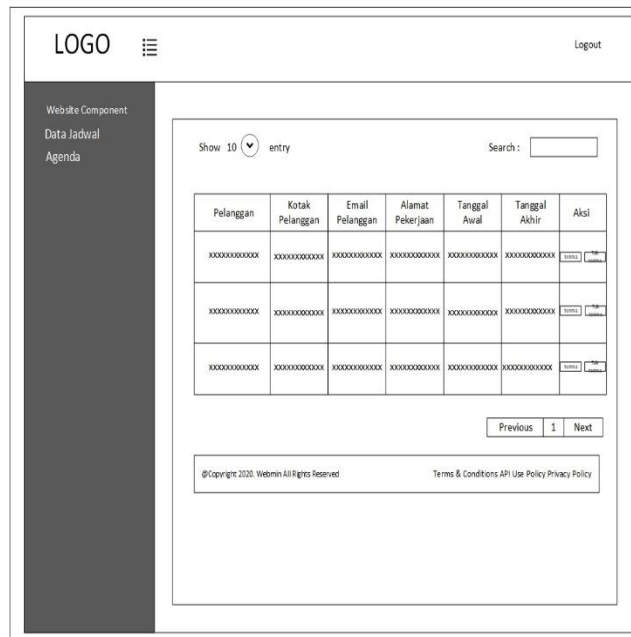 LOGO
Logout
Website Component
Data Jadwal
Agenda
Show 10 entry
Search :
Pelanggan Kotak Pelanggan Email Pelanggan Alamat Pekerjaan Tanggal Awal Tanggal Akhir Aksi
XXXXXXXXXXXX XXXXXXXXXXXX XXXXXXXXXXXX XXXXXXXXXXXX XXXXXXXXXXXX XXXXXXXXXXXX
XXXXXXXXXXXX XXXXXXXXXXXX XXXXXXXXXXXX XXXXXXXXXXXX XXXXXXXXXXXX XXXXXXXXXXXX
XXXXXXXXXXXX XXXXXXXXXXXX XXXXXXXXXXXX XXXXXXXXXXXX XXXXXXXXXXXX XXXXXXXXXXXX
Previous 1 Next
@Copyright 2020. Webmin All Rights Reserved Terms & Conditions API Use Policy Privacy Policy